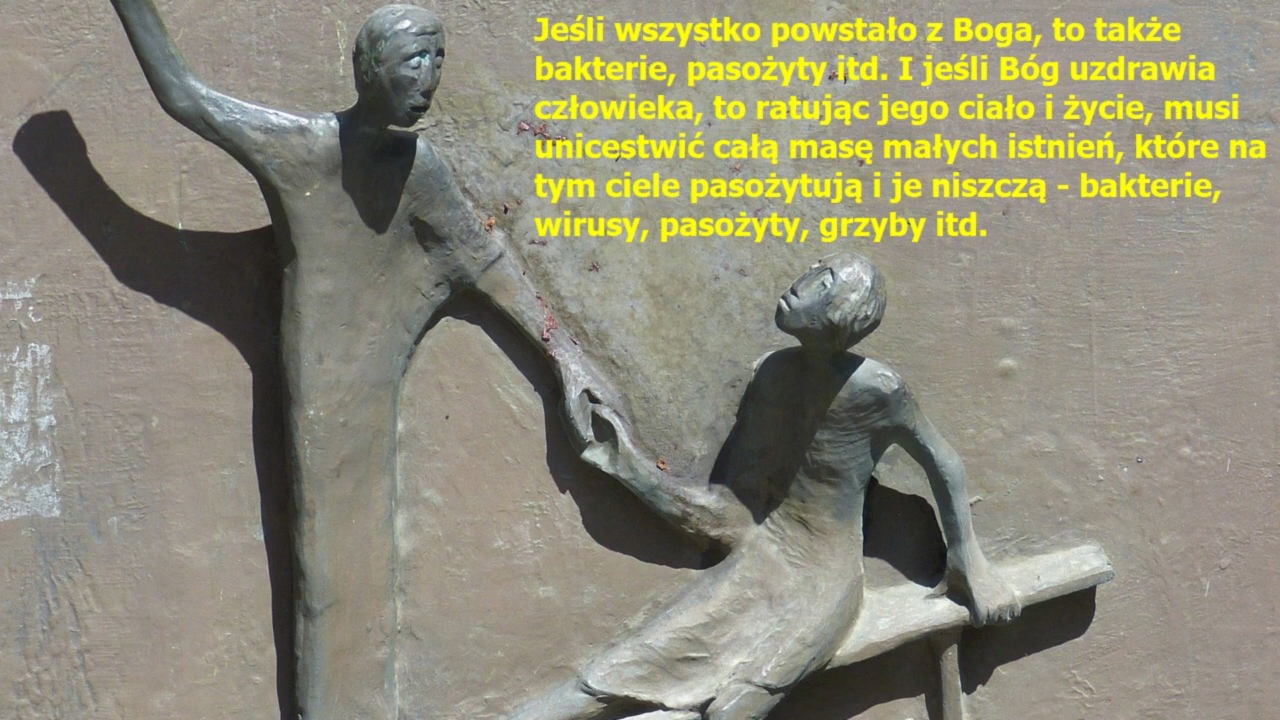 Jeśli wszystko powstało z Boga, to także
bakterie, pasożyty itd. I jeśli Bóg uzdrawia
człowieka, to ratując jego ciało i życie, musi
unicestwić całą masę małych istnień, które na
tym ciele pasożytują i je niszczą - bakterie,
wirusy, pasożyty, grzyby itd.